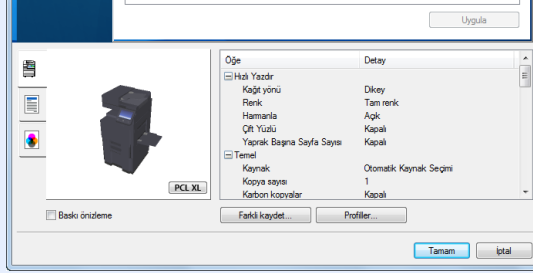 Uygula
Öğe Detay
Hızlı Yazdır
Kağıt yönü Dikey
Renk Tam renk
Harmanla Açık
Çift Yüzlü Kapalı
Yaprak Başına Sayfa Sayısı Kapalı
Temel
Kaynak Otomatik Kaynak Seçimi
Kopya sayısı 1
Karbon kopyalar Kapalı
PCL XL
Baskı önizleme
Farklı kaydet... Profiller...
Tamam İptal